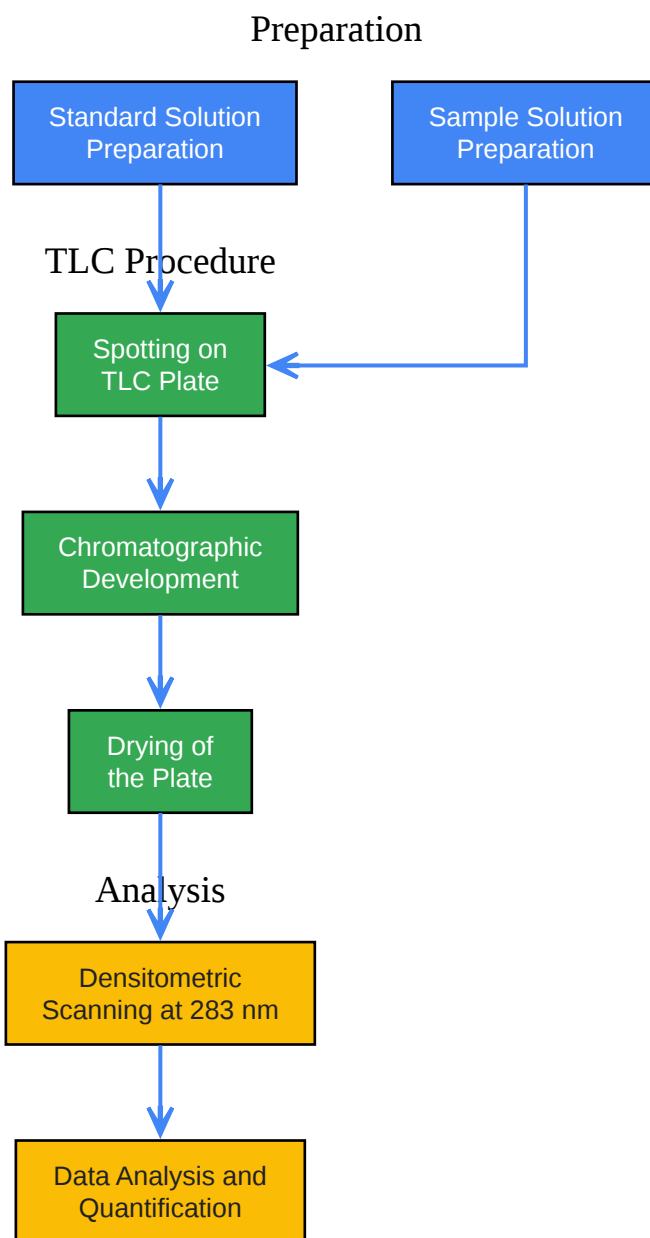 Preparation
Standard Solution
Preparation
Sample Solution
Preparation
TLC Procedure
Spotting on
TLC Plate
Chromatographic
Development
Drying of
the Plate
Analysis
Densitometric
Scanning at 283 nm
Data Analysis and
Quantification